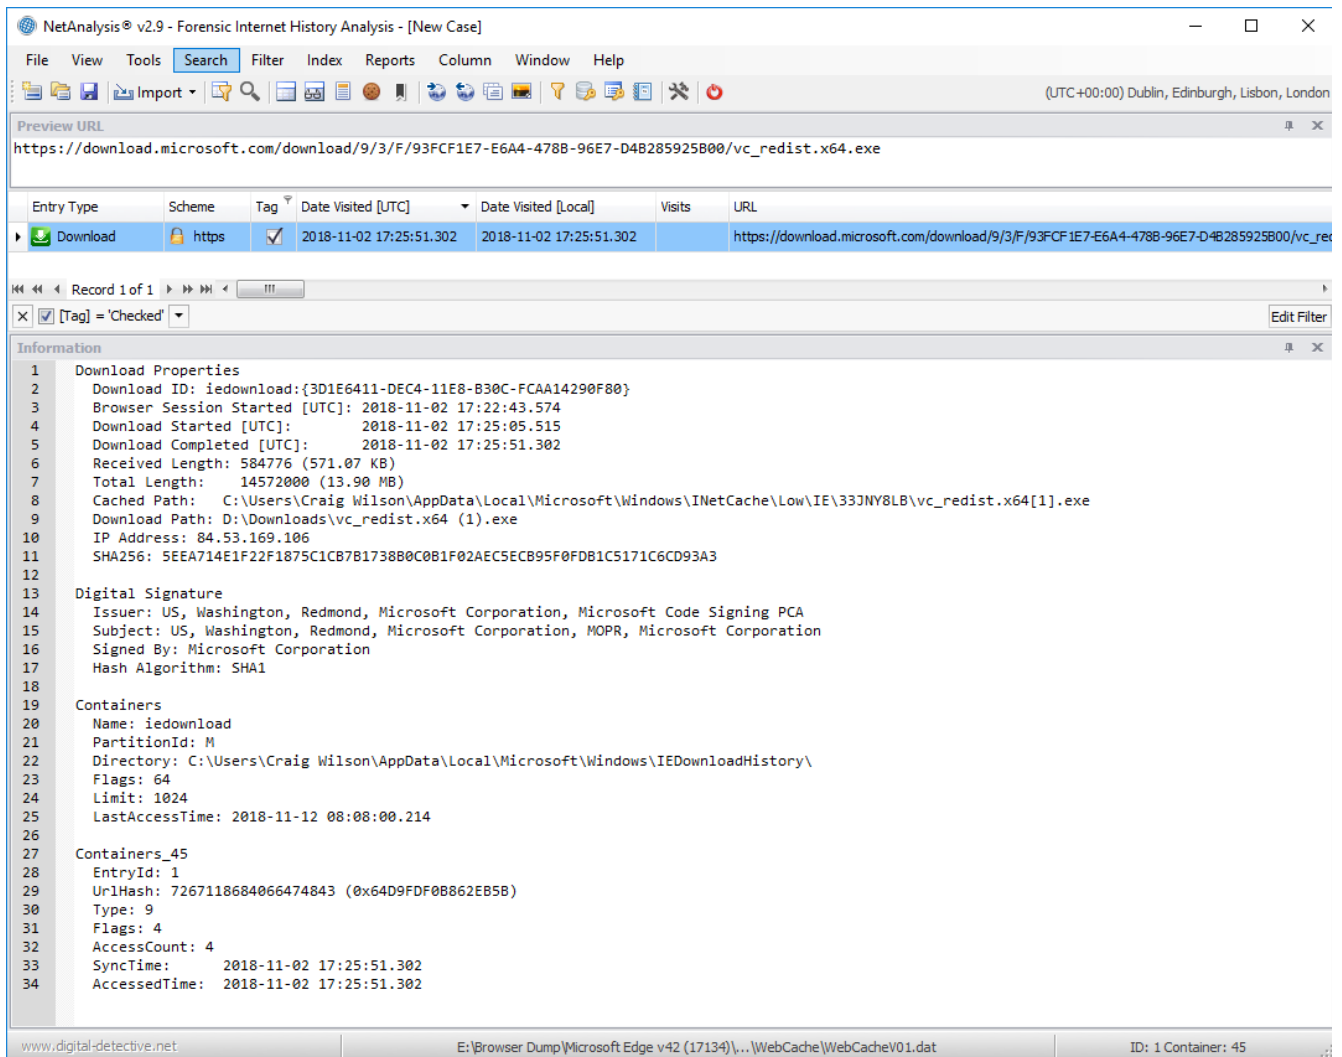 NetAnalysis® v2.9 - Forensic Internet History Analysis - [New Case]
File View Tools Search Filter Index Reports Column Window Help
Import (UTC+00:00) Dublin, Edinburgh, Lisbon, London
Preview URL
https://download.microsoft.com/download/9/3/F/93FCF1E7-E6A4-478B-96E7-D4B285925B00/vc_redist.x64.exe
Entry Type Scheme Tag Date Visited [UTC] Date Visited [Local] Visits URL
Download https 2018-11-02 17:25:51.302 2018-11-02 17:25:51.302 https://download.microsoft.com/download/9/3/F/93FCF1E7-E6A4-478B-96E7-D4B285925B00/vc_red
Record 1 of 1
[Tag] = 'Checked' Edit Filter
Information
1 Download Properties
2 Download ID: iedownload:{3D1E6411-DEC4-11E8-B30C-FCAA14290F80}
3 Browser Session Started [UTC]: 2018-11-02 17:22:43.574
4 Download Started [UTC]: 2018-11-02 17:25:05.515
5 Download Completed [UTC]: 2018-11-02 17:25:51.302
6 Received Length: 584776 (571.07 KB)
7 Total Length: 14572000 (13.90 MB)
8 Cached Path: C:\Users\Craig Wilson\AppData\Local\Microsoft\Windows\INetCache\Low\IE\33JNY8LB\vc_redist.x64[1].exe
9 Download Path: D:\Downloads\vc_redist.x64 (1).exe
10 IP Address: 84.53.169.106
11 SHA256: 5EEA714E1F22F1875C1CB7B1738B0C0B1F02AEC5ECB95F0FDB1C5171C6CD93A3
12
13 Digital Signature
14 Issuer: US, Washington, Redmond, Microsoft Corporation, Microsoft Code Signing PCA
15 Subject: US, Washington, Redmond, Microsoft Corporation, MOPR, Microsoft Corporation
16 Signed By: Microsoft Corporation
17 Hash Algorithm: SHA1
18
19 Containers
20 Name: iedownload
21 PartitionId: M
22 Directory: C:\Users\Craig Wilson\AppData\Local\Microsoft\Windows\IEDownloadHistory\
23 Flags: 64
24 Limit: 1024
25 LastAccessTime: 2018-11-12 08:08:00.214
26
27 Containers_45
28 EntryId: 1
29 UrlHash: 7267118684066474843 (0x64D9FDF0B862EB5B)
30 Type: 9
31 Flags: 4
32 AccessCount: 4
33 SyncTime: 2018-11-02 17:25:51.302
34 AccessedTime: 2018-11-02 17:25:51.302
www.digital-detective.net E:\Browser Dump\Microsoft Edge v42 (17134)\...\WebCache\WebCacheV01.dat ID: 1 Container: 45